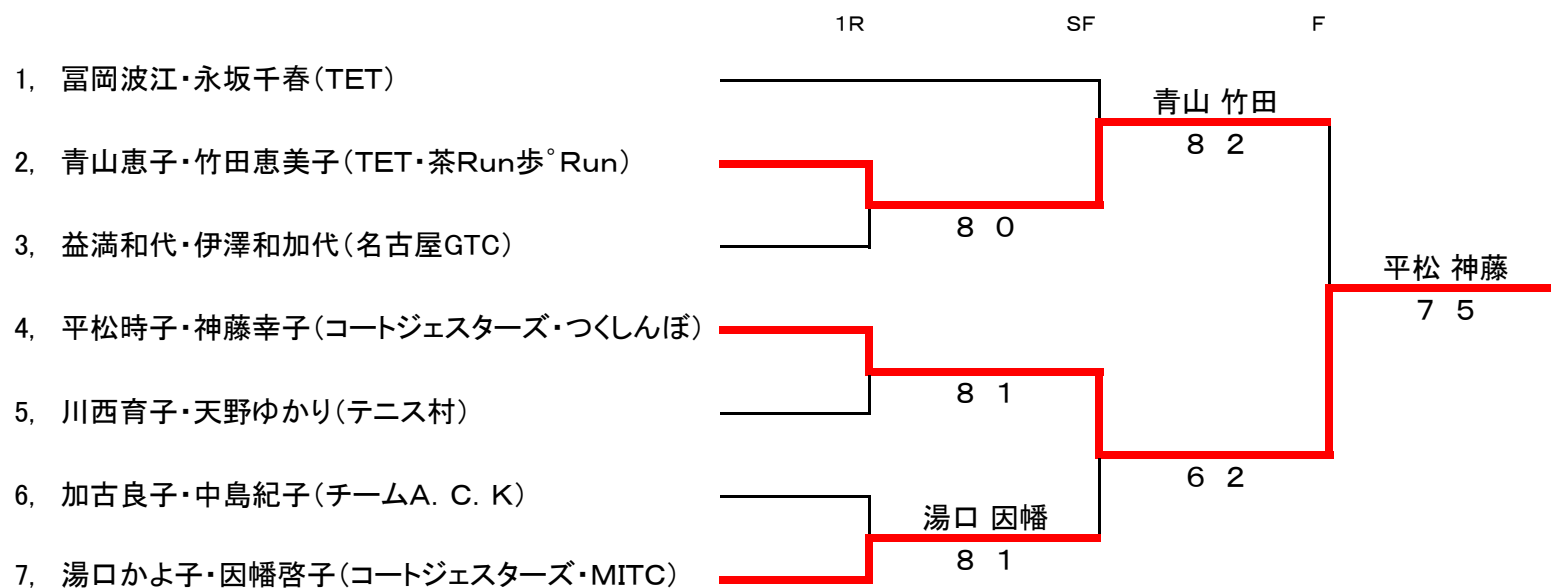 1R SF F
1, 冨岡波江・永坂千春(TET)
青山 竹田
8 2
2, 青山恵子・竹田恵美子(TET・茶Run歩゜Run)
8 0
3, 益満和代・伊澤和加代(名古屋GTC)
平松 神藤
7 5
4, 平松時子・神藤幸子(コートジェスターズ・つくしんぼ)
8 1
5, 川西育子・天野ゆかり(テニス村)
6 2
6, 加古良子・中島紀子(チームA. C. K)
湯口 因幡
8 1
7, 湯口かよ子・因幡啓子(コートジェスターズ・MITC)